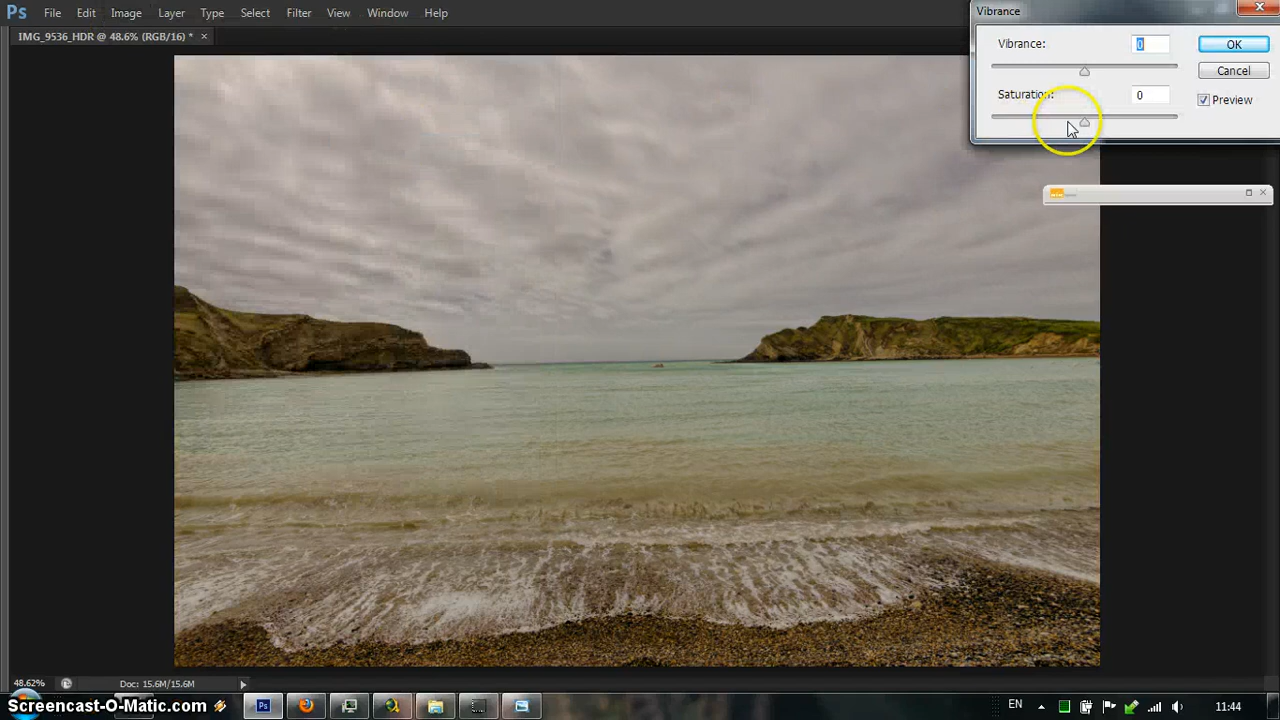 Ps File Edit Image Layer Type Select Filter View Window Help
IMG_9536_HDR @ 48.6% (RGB/16) * ×
Vibrance
Vibrance: 0 OK
Cancel
Saturation: 0 Preview
48.62% Doc: 15.6M/15.6M
Screencast-O-Matic.com Ps EN 11:44